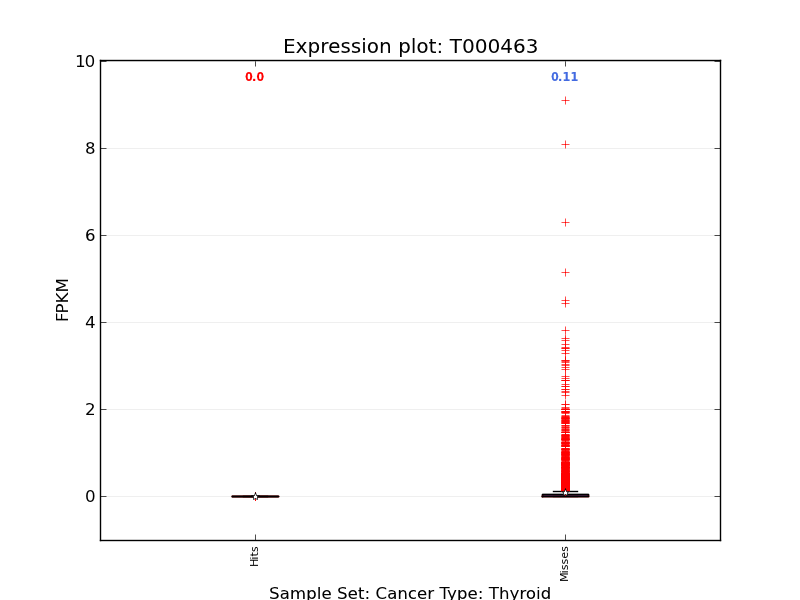 Expression plot: T000463
10
0.0
0.11
8
6
4
2
0
FPKM
Hits
Misses
Sample Set: Cancer Type: Thyroid